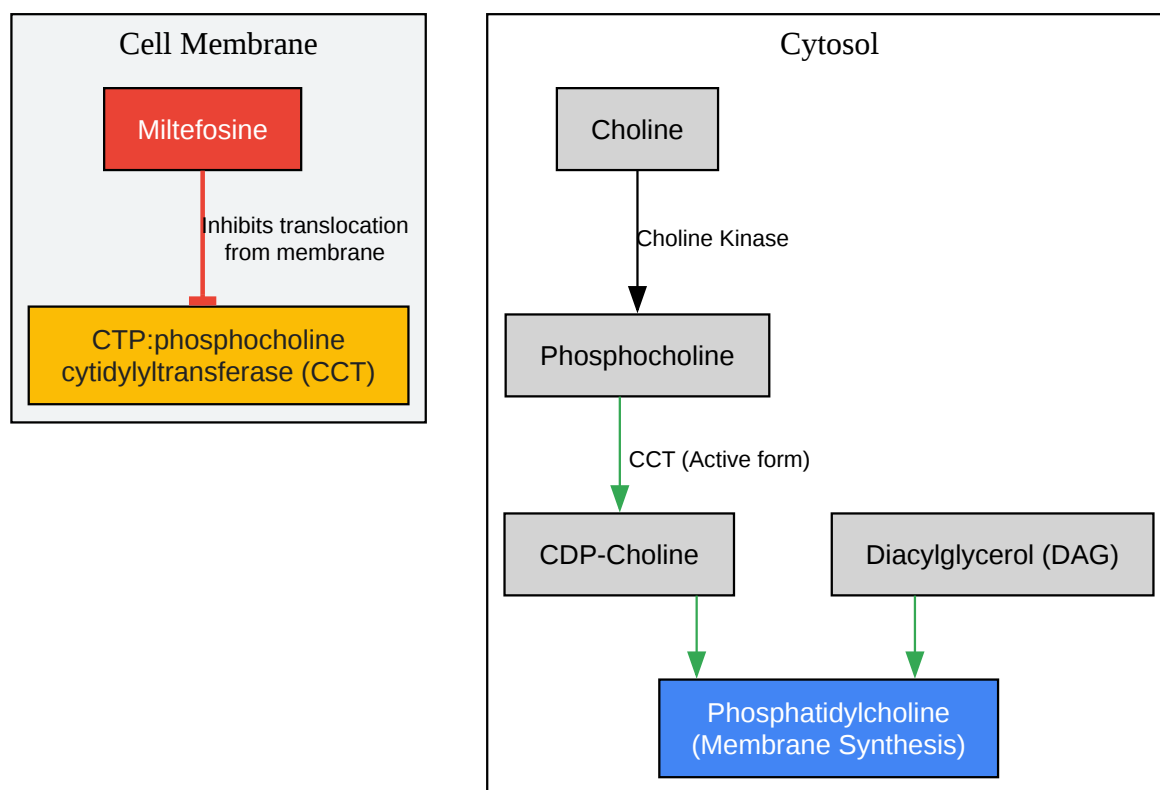 Cell Membrane
Miltefosine
Inhibits translocation
from membrane
CTP:phosphocholine
cytidylyltransferase (CCT)
Cytosol
Choline
Choline Kinase
Phosphocholine
CCT (Active form)
CDP-Choline
Diacylglycerol (DAG)
Phosphatidylcholine
(Membrane Synthesis)